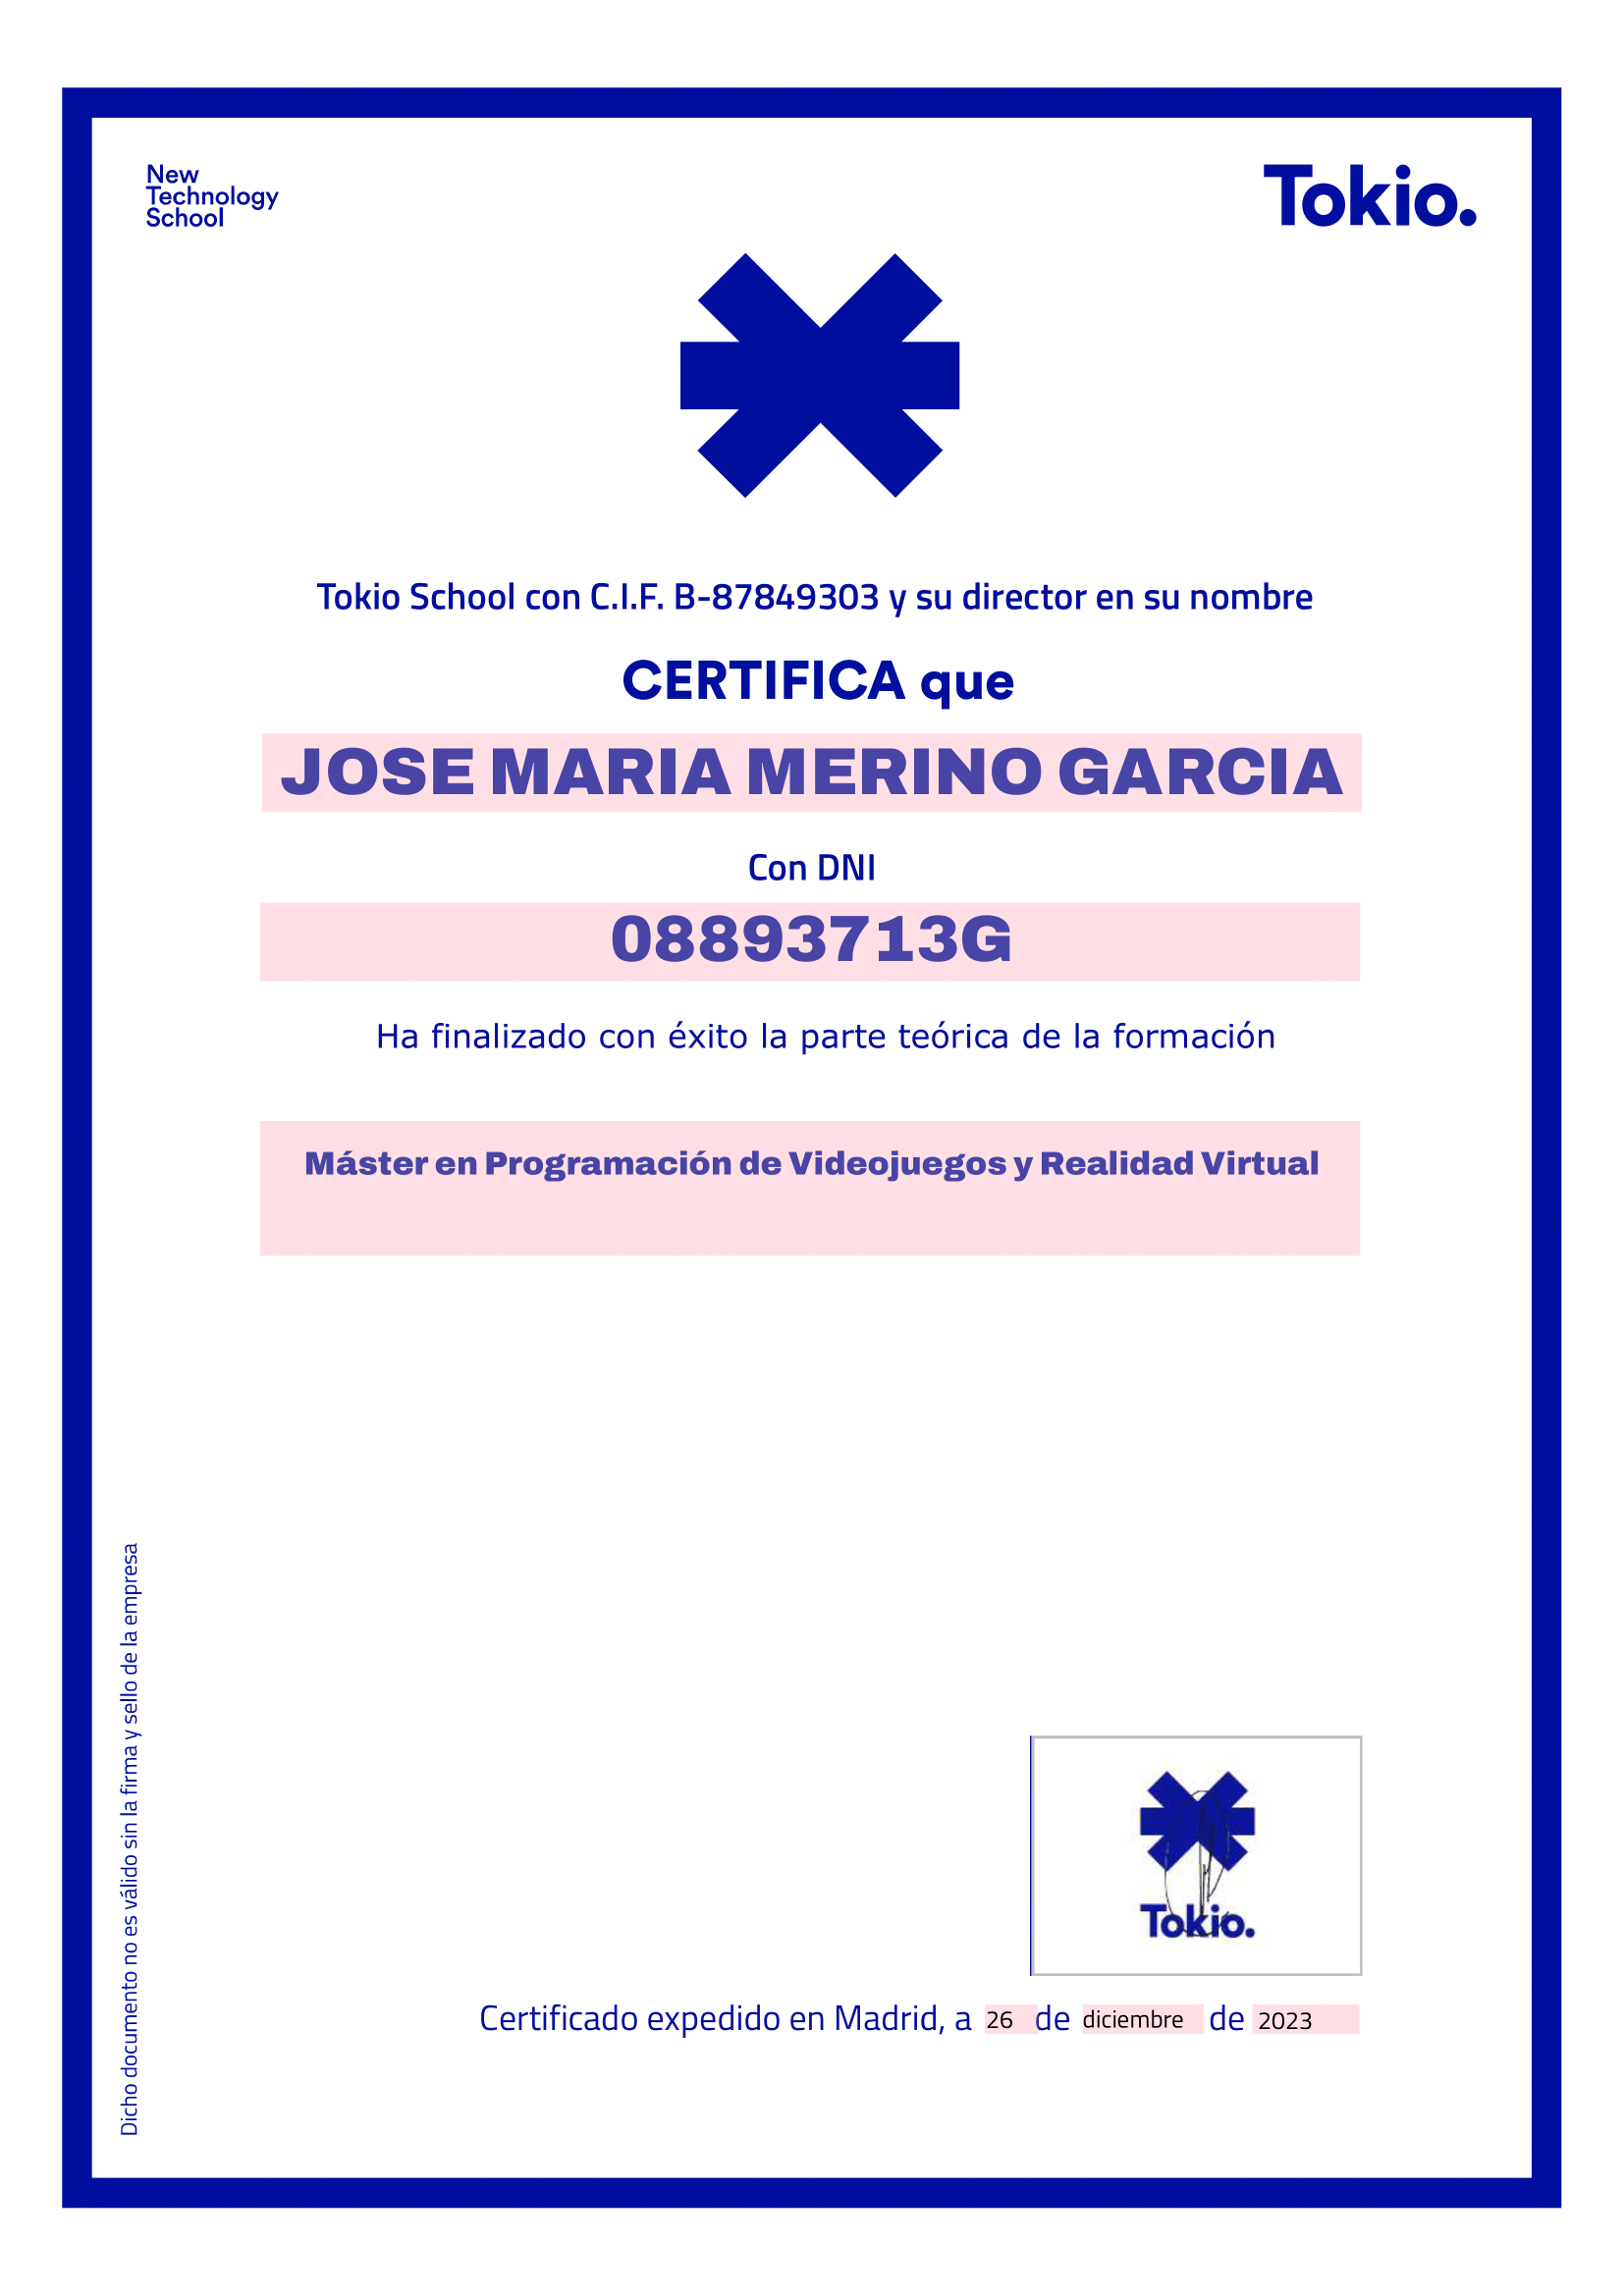 New
Technology
School
Tokio.
Tokio School con C.I.F. B-87849303 y su director en su nombre
CERTIFICA que
JOSE MARIA MERINO GARCIA
Con DNI
08893713G
Ha finalizado con éxito la parte teórica de la formación
Máster en Programación de Videojuegos y Realidad Virtual
Dicho documento no es válido sin la firma y sello de la empresa
Tokio.
Certificado expedido en Madrid, a 26 de diciembre de 2023